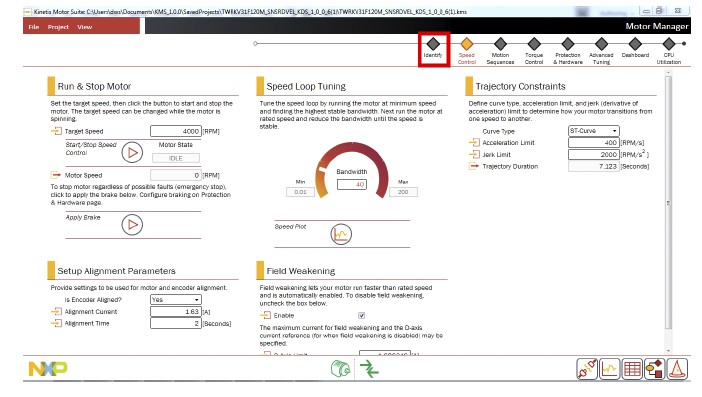 Kinetis Motor Suite: C:\Users\dass\Documents\KMS_1.0.0\SavedProjects\TWRKV31F120M_SNSRDVEL_KDS_1_0_0_6(1)\TWRKV31F120M_SNSRDVEL_KDS_1_0_0_6(1).kms
File Project View
Motor Manager
Identify
Speed Control
Motion Sequences
Torque Control
Protection & Hardware
Advanced Tuning
Dashboard
CPU Utilization
Run & Stop Motor
Set the target speed, then click the button to start and stop the
motor. The target speed can be changed while the motor is
spinning.
Target Speed 4000 [RPM]
Start/Stop Speed Control
Motor State
IDLE
Motor Speed 0 [RPM]
To stop motor regardless of possible faults (emergency stop),
click to apply the brake below. Configure braking on Protection
& Hardware page.
Apply Brake
Setup Alignment Parameters
Provide settings to be used for motor and encoder alignment.
Is Encoder Aligned? Yes
Alignment Current 1.63 [A]
Alignment Time 2 [Seconds]
Speed Loop Tuning
Tune the speed loop by running the motor at minimum speed
and finding the highest stable bandwidth. Next run the motor at
rated speed and reduce the bandwidth until the speed is
stable.
Bandwidth
40
Min
0.01
Max
200
Speed Plot
Field Weakening
Field weakening lets your motor run faster than rated speed
and is automatically enabled. To disable field weakening,
uncheck the box below.
Enable
The maximum current for field weakening and the D-axis
current reference (for when field weakening is disabled) may be
specified.
Trajectory Constraints
Define curve type, acceleration limit, and jerk (derivative of
acceleration) limit to determine how your motor transitions from
one speed to another.
Curve Type ST-Curve
Acceleration Limit 400 [RPM/s]
Jerk Limit 2000 [RPM/s²]
Trajectory Duration 7.123 [Seconds]
NXP